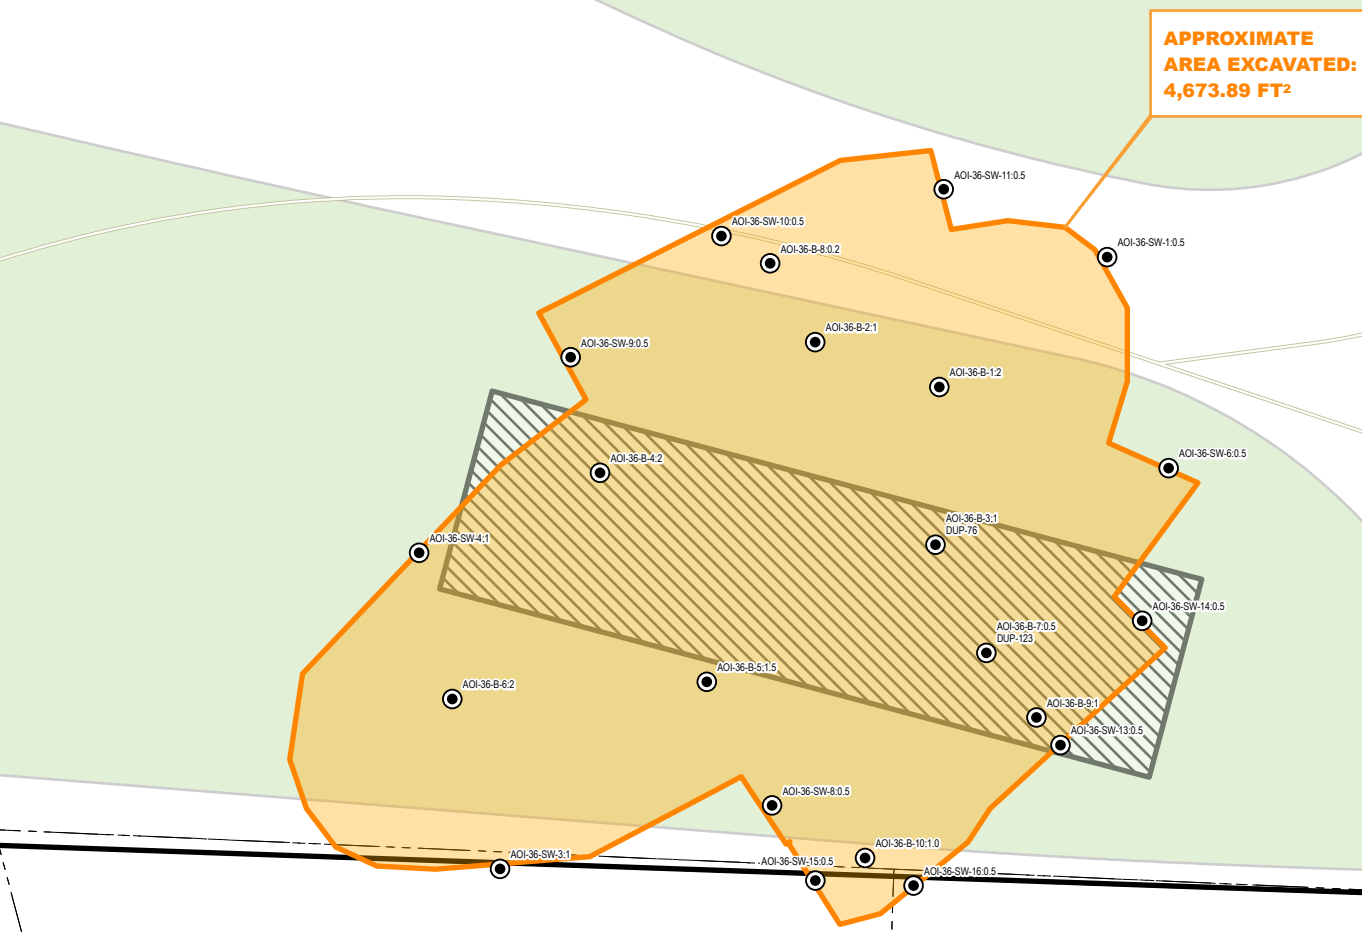 APPROXIMATE
AREA EXCAVATED:
4,673.89 FT²
AOI-36-SW-11:0.5
AOI-36-SW-10:0.5
AOI-36-SW-1:0.5
AOI-36-B-8:0.2
AOI-36-B-2:1
AOI-36-SW-9:0.5
AOI-36-B-1:2
AOI-36-SW-6:0.5
AOI-36-B-4:2
AOI-36-B-3:1
DUP-76
AOI-36-SW-4:1
AOI-36-SW-14:0.5
AOI-36-B-7:0.5
DUP-123
AOI-36-B-5:1.5
AOI-36-B-6:2
AOI-36-B-9:1
AOI-36-SW-13:0.5
AOI-36-SW-8:0.5
AOI-36-B-10:1.0
AOI-36-SW-3:1
AOI-36-SW-15:0.5
AOI-36-SW-16:0.5